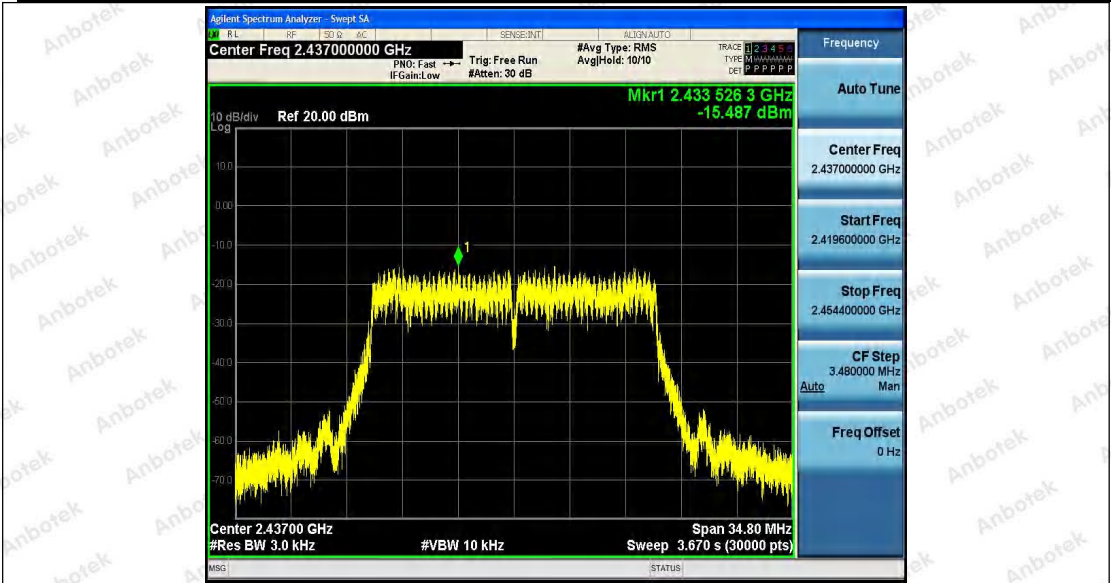 Agilent Spectrum Analyzer - Swept SA
RL RF 50 Ω AC SENSE:INT ALIGN AUTO
Center Freq 2.437000000 GHz
PNO: Fast
IFGain:Low
Trig: Free Run
#Atten: 30 dB
#Avg Type: RMS
Avg|Hold: 10/10
TRACE 1 2 3 4 5 6
TYPE M
DET P P P P P P
Mkr1 2.433 526 3 GHz
-15.487 dBm
10 dB/div Ref 20.00 dBm
Log
10.0
0.00
-10.0
-20.0
-30.0
-40.0
-50.0
-60.0
-70.0
1
Center 2.43700 GHz
Span 34.80 MHz
#Res BW 3.0 kHz
#VBW 10 kHz
Sweep 3.670 s (30000 pts)
MSG
STATUS
Frequency
Auto Tune
Center Freq
2.437000000 GHz
Start Freq
2.419600000 GHz
Stop Freq
2.454400000 GHz
CF Step
3.480000 MHz
Auto Man
Freq Offset
0 Hz
Anbotek